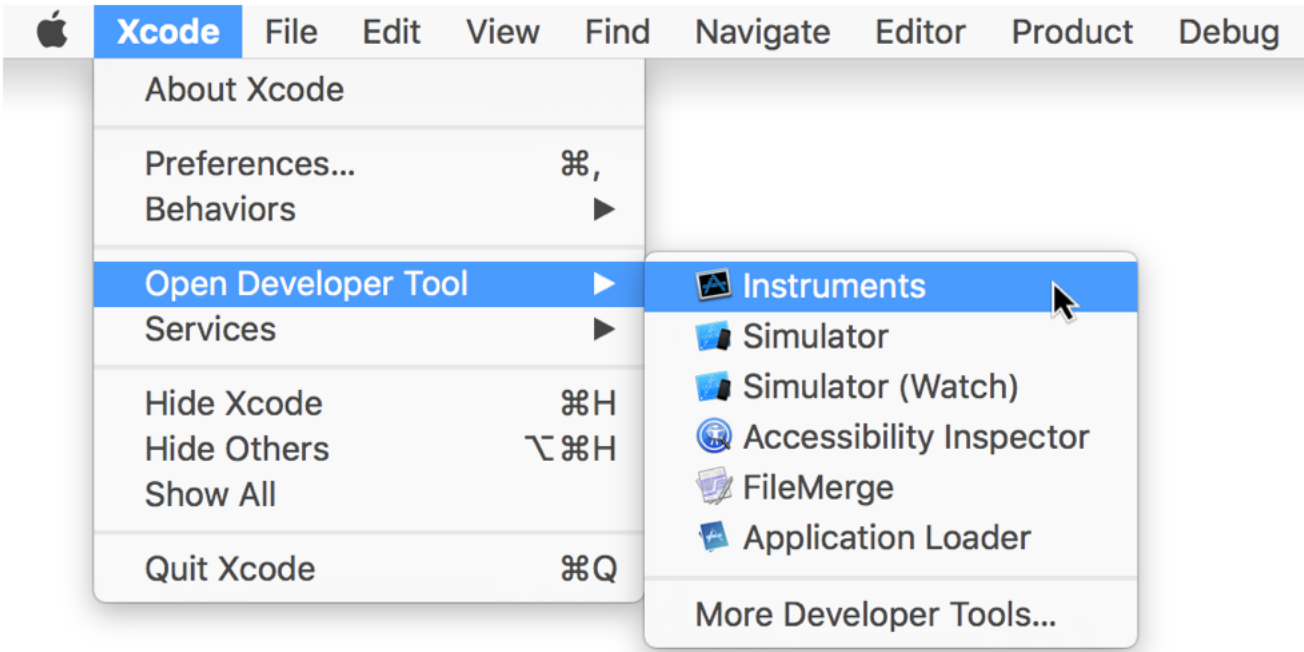 Xcode File Edit View Find Navigate Editor Product Debug
About Xcode
Preferences... ⌘,
Behaviors ▶
Open Developer Tool ▶
Services ▶
Hide Xcode ⌘H
Hide Others ⌥⌘H
Show All
Quit Xcode ⌘Q
Instruments
Simulator
Simulator (Watch)
Accessibility Inspector
FileMerge
Application Loader
More Developer Tools...